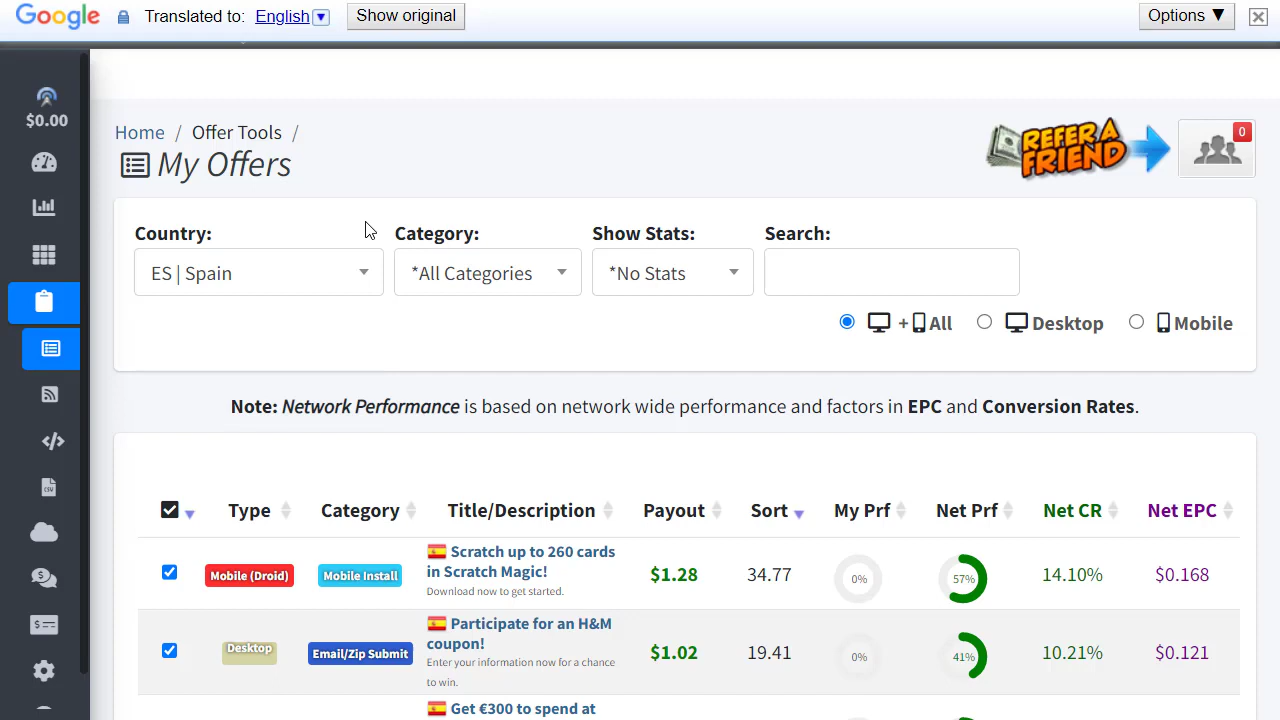 Google Translated to: English Show original Options ▼
$0.00
Home / Offer Tools /
My Offers
REFER A
FRIEND
0
Country: Category: Show Stats: Search:
ES | Spain *All Categories *No Stats
+ All Desktop Mobile
Note: Network Performance is based on network wide performance and factors in EPC and Conversion Rates.
Type Category Title/Description Payout Sort My Prf Net Prf Net CR Net EPC
Mobile (Droid) Mobile Install Scratch up to 260 cards
in Scratch Magic!
Download now to get started.
$1.28 34.77 0% 57% 14.10% $0.168
Desktop Email/Zip Submit Participate for an H&M
coupon!
Enter your information now for a chance
to win.
$1.02 19.41 0% 41% 10.21% $0.121
Get €300 to spend at